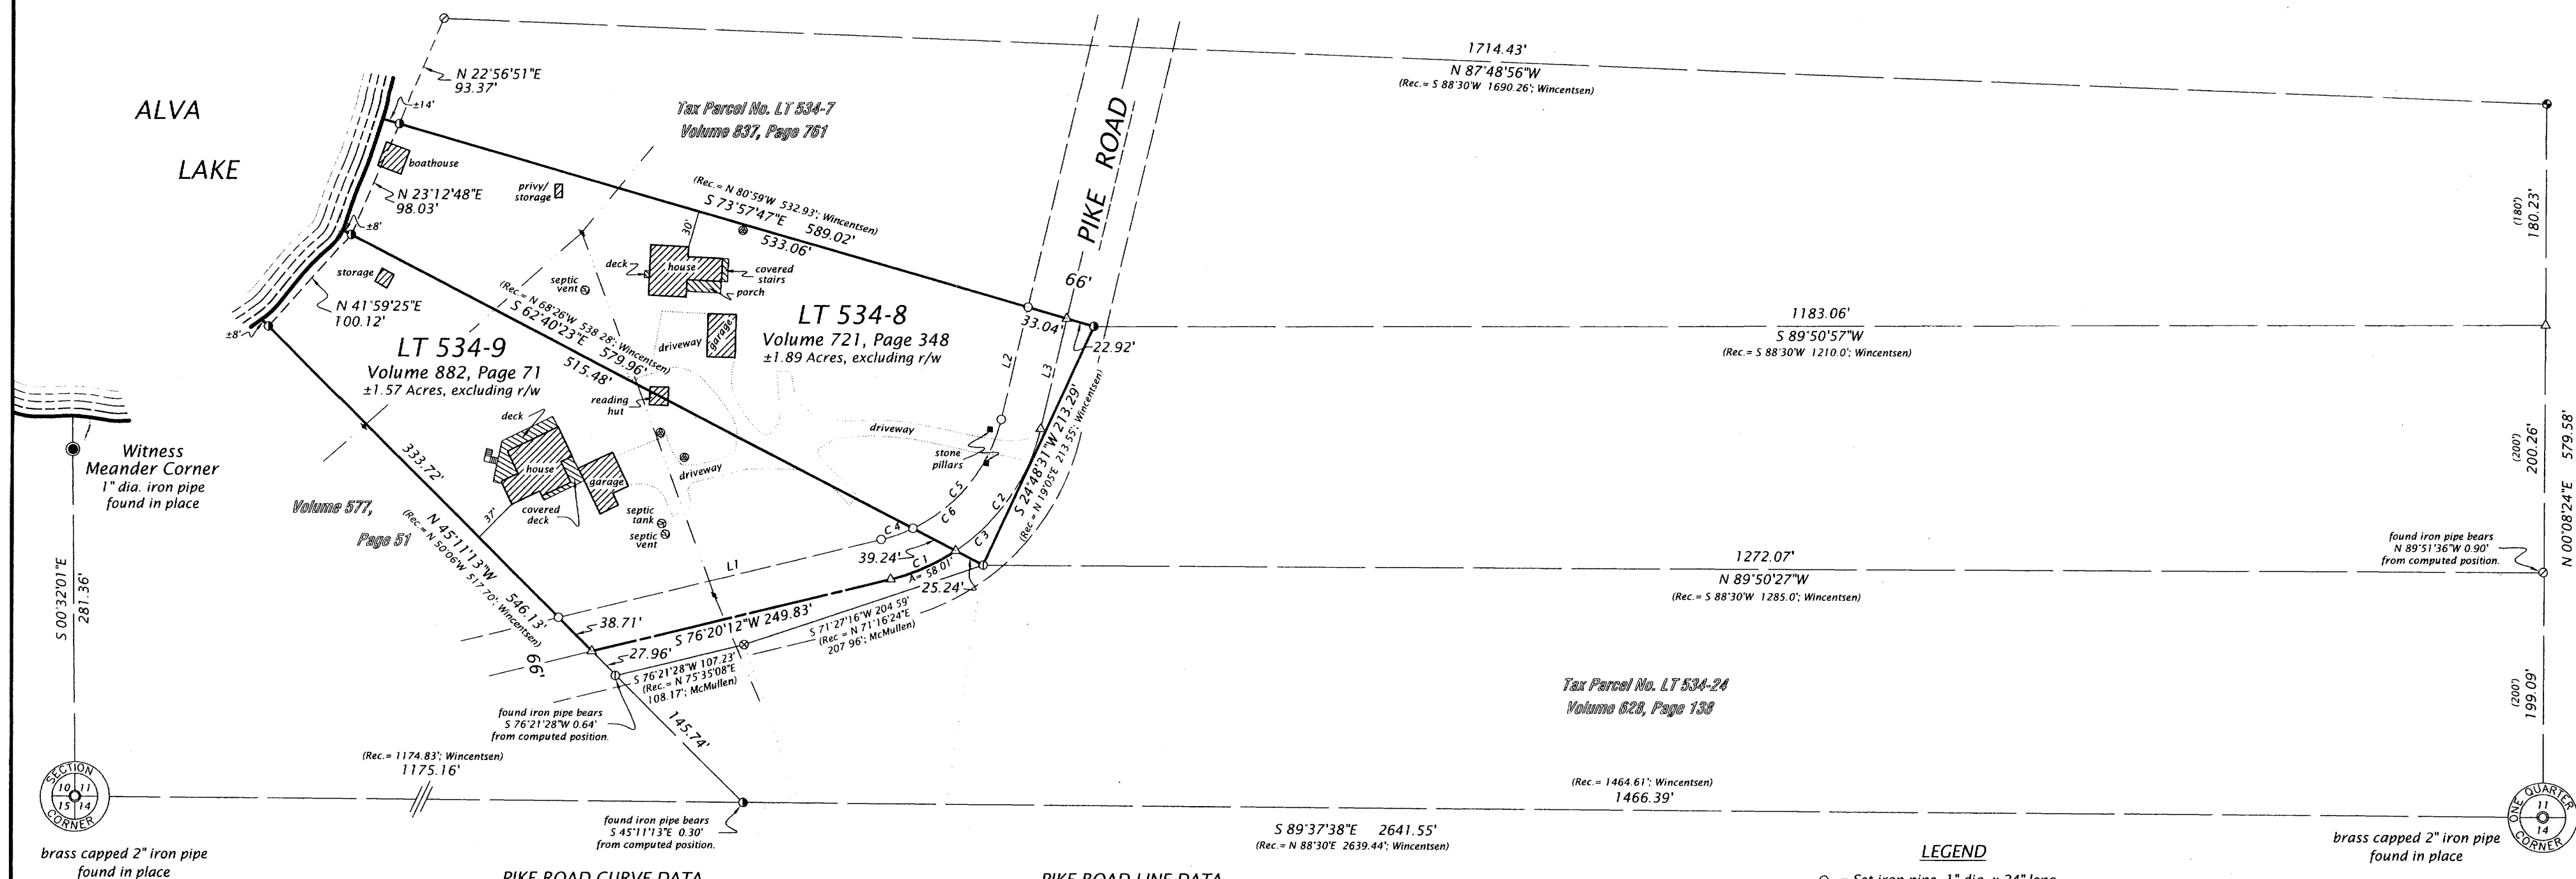 1714.43'
N 87°48'56"W
(Rec.= S 88°30'W 1690.26'; Wincentsen)
N 22°56'51"E
93.37'
±14'
ALVA
LAKE
Tax Parcel No. LT 534-7
Volume 837, Page 761
PIKE ROAD
boathouse
N 23°12'48"E
98.03'
privy/
storage
(Rec.= N 80°59'W 532.93'; Wincentsen)
S 73°57'47"E 589.02'
533.06'
30'
±8'
storage
deck
house
covered
stairs
porch
septic
vent
66'
N 41°59'25"E
100.12'
±8'
(Rec.= N 68°26'W 538.28'; Wincentsen)
S 62°40'23"E 579.96'
515.48'
LT 534-8
Volume 721, Page 348
±1.89 Acres, excluding r/w
garage
driveway
33.04'
22.92'
L2
L3
1183.06'
S 89°50'57"W
(Rec.= S 88°30'W 1210.0'; Wincentsen)
(180')
180.23'
LT 534-9
Volume 882, Page 71
±1.57 Acres, excluding r/w
reading
hut
deck
driveway
stone
pillars
S 24°48'31"W 213.29'
(Rec.= N 19°05'E 213.55'; Wincentsen)
(200')
200.26'
N 00°08'24"E 579.58'
Witness
Meander Corner
1" dia. iron pipe
found in place
333.72'
Volume 577,
Page 51
N 45°11'13"W 546.13'
(Rec.= N 50°06'W 517.70'; Wincentsen)
37'
house
garage
covered
deck
driveway
septic
tank
septic
vent
C5
C6
C2
C4
C3
C1
39.24'
A= 58.01'
25.24'
L1
1272.07'
N 89°50'27"W
(Rec.= S 88°30'W 1285.0'; Wincentsen)
found iron pipe bears
N 89°51'36"W 0.90'
from computed position.
S 00°32'01"E
281.36'
38.71'
S 76°20'12"W 249.83'
S 71°27'16"W 204.59'
(Rec = N 71°16'24"E
207 96'; McMullen)
27.96'
66'
S 76°21'28"W 107.23'
(Rec.= N 75°35'08"E
108.17'; McMullen)
found iron pipe bears
S 76°21'28"W 0.64'
from computed position.
145.74'
Tax Parcel No. LT 534-24
Volume 628, Page 138
(200')
199.09'
(Rec.= 1174.83'; Wincentsen)
1175.16'
(Rec.= 1464.61'; Wincentsen)
1466.39'
SECTION
10 11
15 14
CORNER
ONE QUARTER
11
14
CORNER
found iron pipe bears
S 45°11'13"E 0.30'
from computed position.
S 89°37'38"E 2641.55'
(Rec.= N 88°30'E 2639.44'; Wincentsen)
brass capped 2" iron pipe
found in place
brass capped 2" iron pipe
found in place
LEGEND
PIKE ROAD CURVE DATA
PIKE ROAD LINE DATA
= Set iron pipe, 1" dia. x 24" long